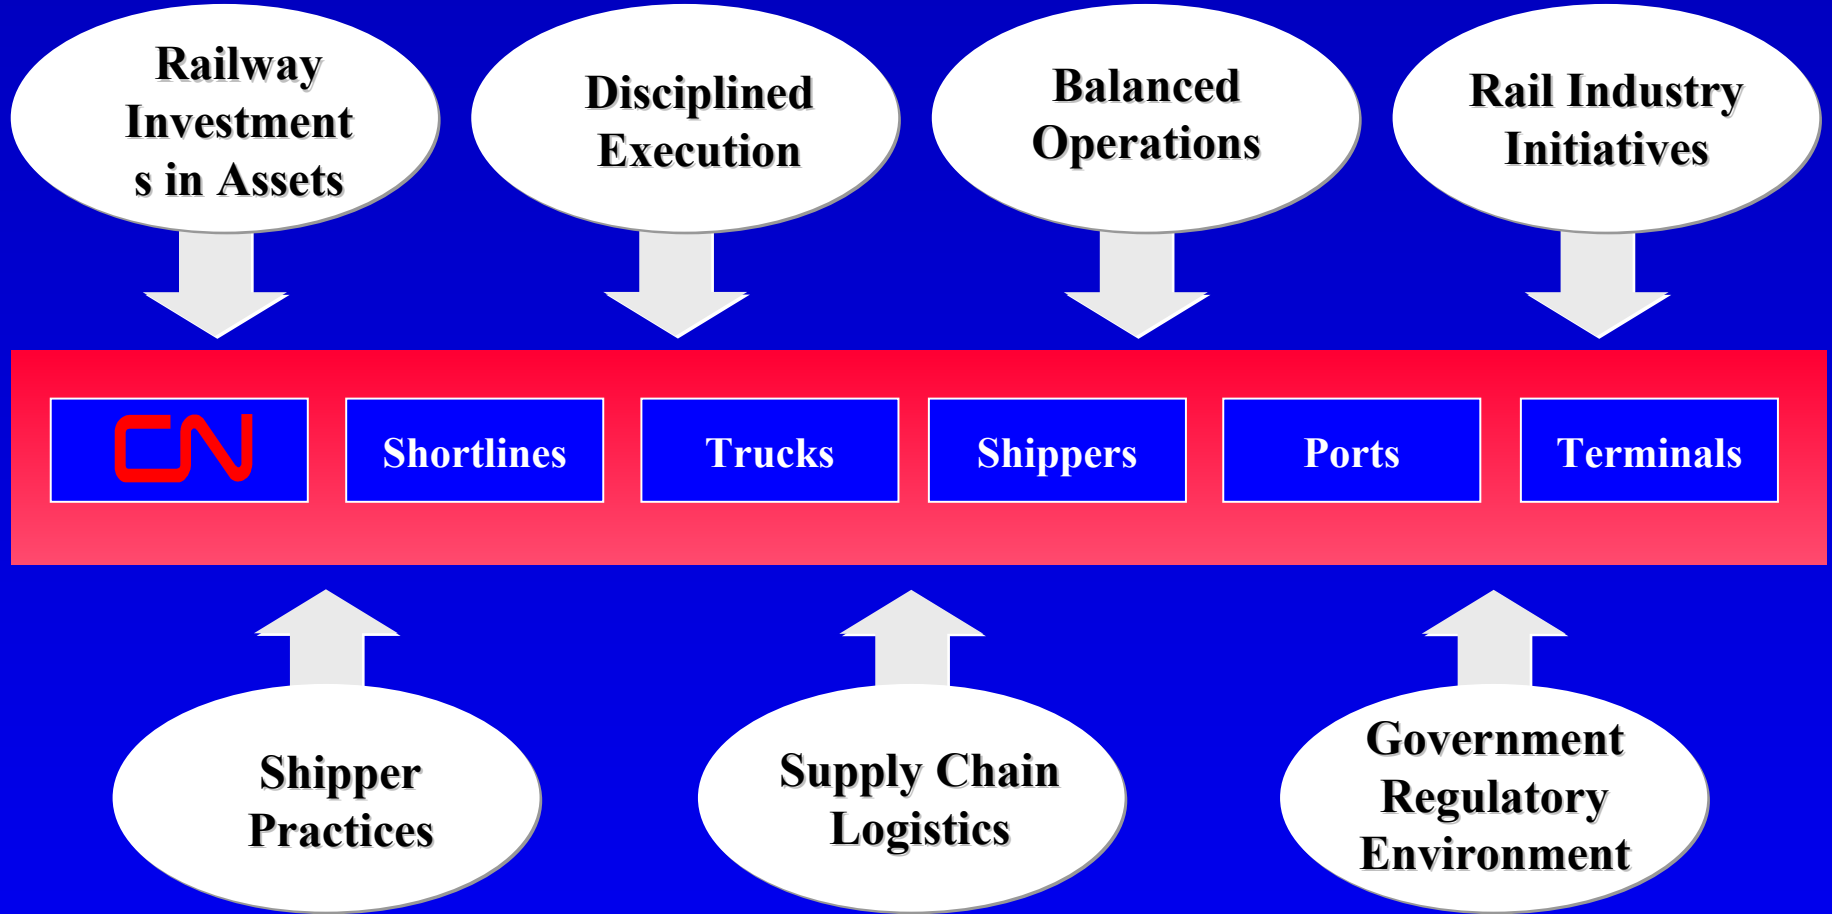 Railway
Investment
s in Assets
Disciplined
Execution
Balanced
Operations
Rail Industry
Initiatives
CN
Shortlines
Trucks
Shippers
Ports
Terminals
Shipper
Practices
Supply Chain
Logistics
Government
Regulatory
Environment